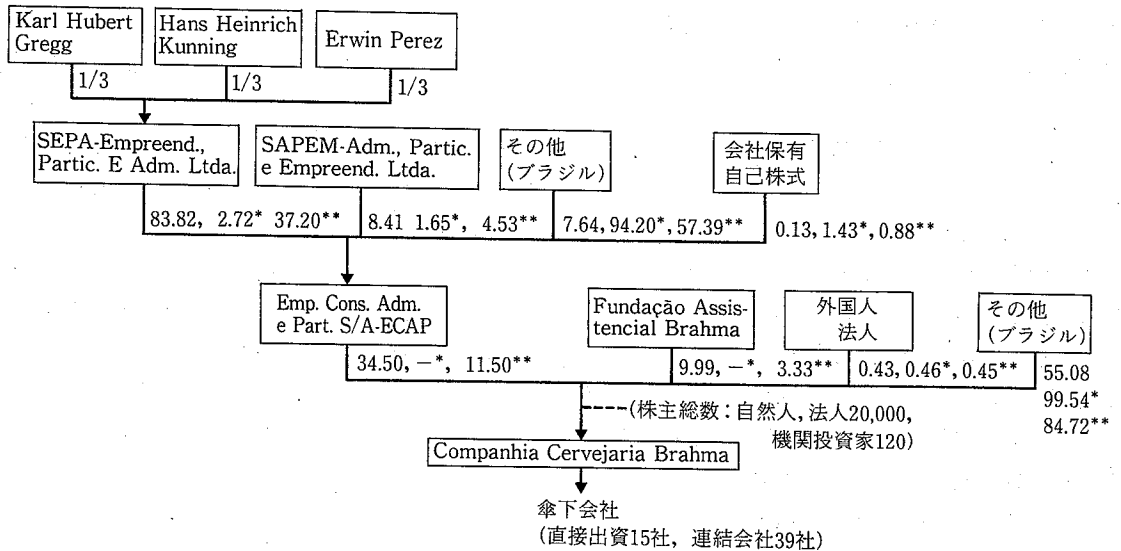 Karl Hubert
Gregg
Hans Heinrich
Kunning
Erwin Perez
1/3
1/3
1/3
SEPA-Empreend.,
Partic. E Adm. Ltda.
SAPEM-Adm., Partic.
e Empreend. Ltda.
その他
(ブラジル)
会社保有
自己株式
83.82, 2.72* 37.20**
8.41 1.65*, 4.53**
7.64, 94.20*, 57.39**
0.13, 1.43*, 0.88**
Emp. Cons. Adm.
e Part. S/A-ECAP
Fundação Assis-
tencial Brahma
外国人
法人
その他
(ブラジル)
34.50, −*, 11.50**
9.99, −*, 3.33**
0.43, 0.46*, 0.45**
55.08
99.54*
84.72**
(株主総数：自然人, 法人20,000,
機関投資家120)
Companhia Cervejaria Brahma
傘下会社
(直接出資15社, 連結会社39社)